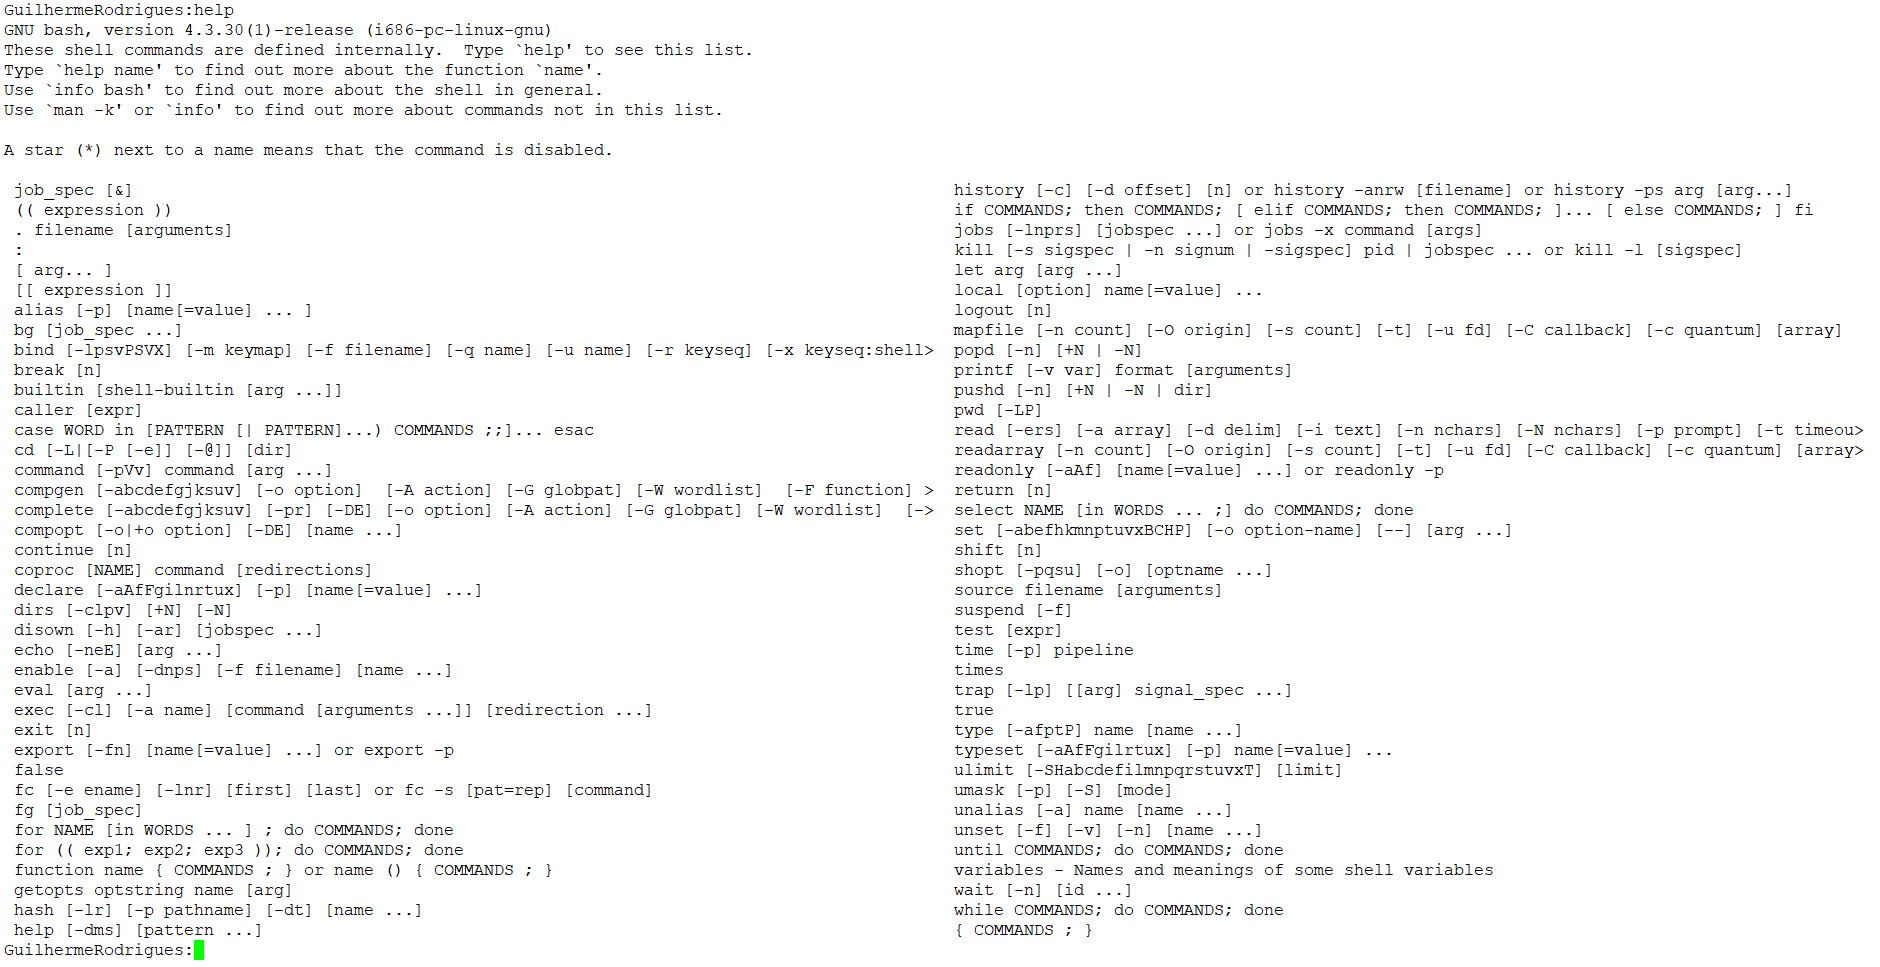 GuilhermeRodrigues:help
GNU bash, version 4.3.30(1)-release (i686-pc-linux-gnu)
These shell commands are defined internally.  Type `help' to see this list.
Type `help name' to find out more about the function `name'.
Use `info bash' to find out more about the shell in general.
Use `man -k' or `info' to find out more about commands not in this list.

A star (*) next to a name means that the command is disabled.

job_spec [&]
(( expression ))
. filename [arguments]
:
[ arg... ]
[[ expression ]]
alias [-p] [name[=value] ... ]
bg [job_spec ...]
bind [-lpsvPSVX] [-m keymap] [-f filename] [-q name] [-u name] [-r keyseq] [-x keyseq:shell>
break [n]
builtin [shell-builtin [arg ...]]
caller [expr]
case WORD in [PATTERN [| PATTERN]...) COMMANDS ;;]... esac
cd [-L|[-P [-e]] [-@]] [dir]
command [-pVv] command [arg ...]
compgen [-abcdefgjksuv] [-o option]  [-A action] [-G globpat] [-W wordlist]  [-F function] >
complete [-abcdefgjksuv] [-pr] [-DE] [-o option] [-A action] [-G globpat] [-W wordlist]  [->
compopt [-o|+o option] [-DE] [name ...]
continue [n]
coproc [NAME] command [redirections]
declare [-aAfFgilnrtux] [-p] [name[=value] ...]
dirs [-clpv] [+N] [-N]
disown [-h] [-ar] [jobspec ...]
echo [-neE] [arg ...]
enable [-a] [-dnps] [-f filename] [name ...]
eval [arg ...]
exec [-cl] [-a name] [command [arguments ...]] [redirection ...]
exit [n]
export [-fn] [name[=value] ...] or export -p
false
fc [-e ename] [-lnr] [first] [last] or fc -s [pat=rep] [command]
fg [job_spec]
for NAME [in WORDS ... ] ; do COMMANDS; done
for (( exp1; exp2; exp3 )); do COMMANDS; done
function name { COMMANDS ; } or name () { COMMANDS ; }
getopts optstring name [arg]
hash [-lr] [-p pathname] [-dt] [name ...]
help [-dms] [pattern ...]
history [-c] [-d offset] [n] or history -anrw [filename] or history -ps arg [arg...]
if COMMANDS; then COMMANDS; [ elif COMMANDS; then COMMANDS; ]... [ else COMMANDS; ] fi
jobs [-lnprs] [jobspec ...] or jobs -x command [args]
kill [-s sigspec | -n signum | -sigspec] pid | jobspec ... or kill -l [sigspec]
let arg [arg ...]
local [option] name[=value] ...
logout [n]
mapfile [-n count] [-O origin] [-s count] [-t] [-u fd] [-C callback] [-c quantum] [array]
popd [-n] [+N | -N]
printf [-v var] format [arguments]
pushd [-n] [+N | -N | dir]
pwd [-LP]
read [-ers] [-a array] [-d delim] [-i text] [-n nchars] [-N nchars] [-p prompt] [-t timeou>
readarray [-n count] [-O origin] [-s count] [-t] [-u fd] [-C callback] [-c quantum] [array>
readonly [-aAf] [name[=value] ...] or readonly -p
return [n]
select NAME [in WORDS ... ;] do COMMANDS; done
set [-abefhkmnptuvxBCHP] [-o option-name] [--] [arg ...]
shift [n]
shopt [-pqsu] [-o] [optname ...]
source filename [arguments]
suspend [-f]
test [expr]
time [-p] pipeline
times
trap [-lp] [[arg] signal_spec ...]
true
type [-afptP] name [name ...]
typeset [-aAfFgilrtux] [-p] name[=value] ...
ulimit [-SHabcdefilmnpqrstuvxT] [limit]
umask [-p] [-S] [mode]
unalias [-a] name [name ...]
unset [-f] [-v] [-n] [name ...]
until COMMANDS; do COMMANDS; done
variables - Names and meanings of some shell variables
wait [-n] [id ...]
while COMMANDS; do COMMANDS; done
{ COMMANDS ; }
GuilhermeRodrigues: